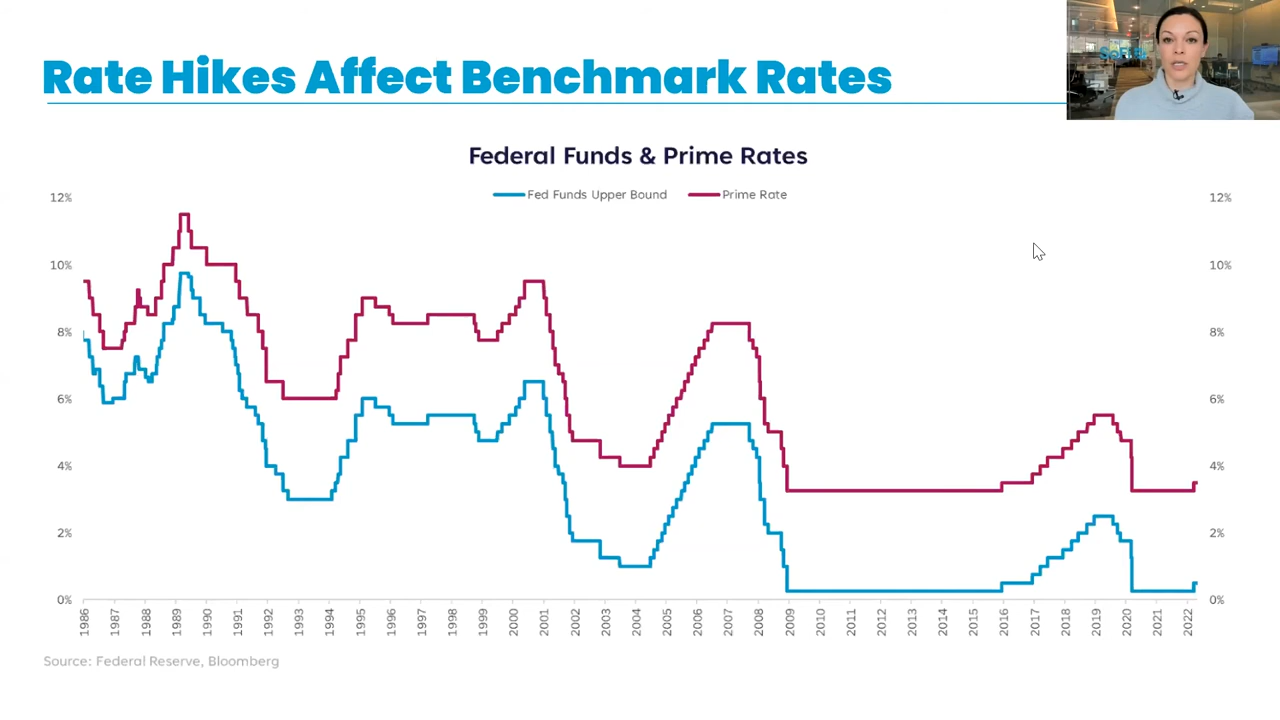 Rate Hikes Affect Benchmark Rates
Federal Funds & Prime Rates
Fed Funds Upper Bound Prime Rate
12% 12%
10% 10%
8% 8%
6% 6%
4% 4%
2% 2%
0% 0%
1986 1987 1988 1989 1990 1991 1992 1993 1994 1995 1996 1997 1998 1999 2000 2001 2002 2003 2004 2005 2006 2007 2008 2009 2010 2011 2012 2013 2014 2015 2016 2017 2018 2019 2020 2021 2022
Source: Federal Reserve, Bloomberg